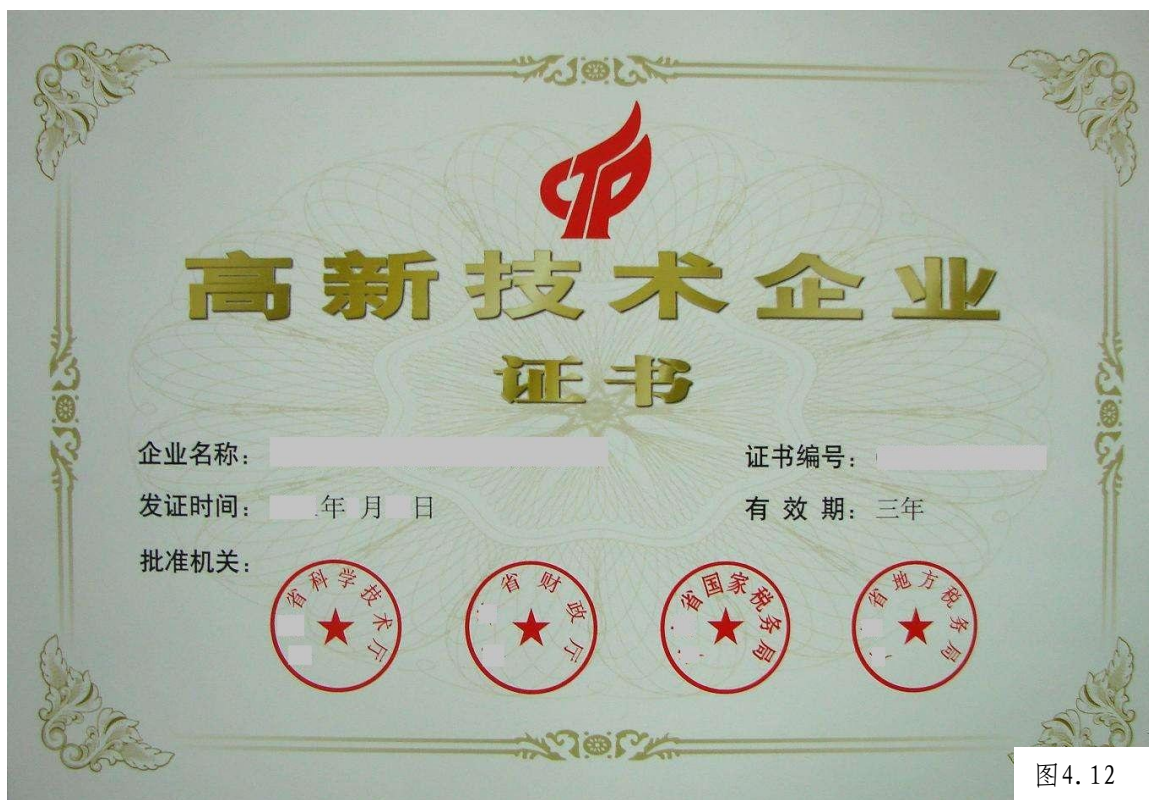 高新技术企业
证书
企业名称： 证书编号：
发证时间： 年 月 日 有效期：三年
批准机关：
省科学技术厅 省财政厅 省国家税务局 省地方税务局
图4.12